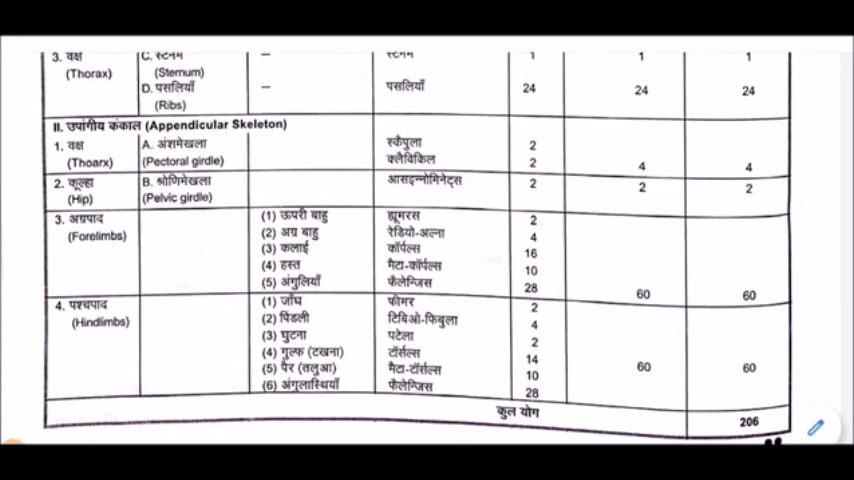 3. वक्ष C. स्टर्नम – स्टर्नम 1 1 1
(Thorax) (Sternum)
D. पसलियाँ – पसलियाँ 24 24 24
(Ribs)
II. उपांगीय कंकाल (Appendicular Skeleton)
1. वक्ष A. अंशमेखला स्कैपुला 2
(Thoarx) (Pectoral girdle) क्लैविकिल 2 4 4
2. कूल्हा B. श्रोणिमेखला आसइन्नोमिनेट्स 2 2 2
(Hip) (Pelvic girdle)
3. अग्रपाद (1) ऊपरी बाहु ह्यूमरस 2
(Forelimbs) (2) अग्र बाहु रेडियो-अल्ना 4
(3) कलाई कॉर्पल्स 16
(4) हस्त मैटा-कॉर्पल्स 10
(5) अंगुलियाँ फैलेन्जिस 28 60 60
4. पश्चपाद (1) जाँघ फीमर 2
(Hindlimbs) (2) पिंडली टिबिओ-फिबुला 4
(3) घुटना पटेला 2
(4) गुल्फ (टखना) टॉर्सल्स 14
(5) पैर (तलुआ) मैटा-टॉर्सल्स 10 60 60
(6) अंगुलास्थियाँ फैलेन्जिस 28
कुल योग 206